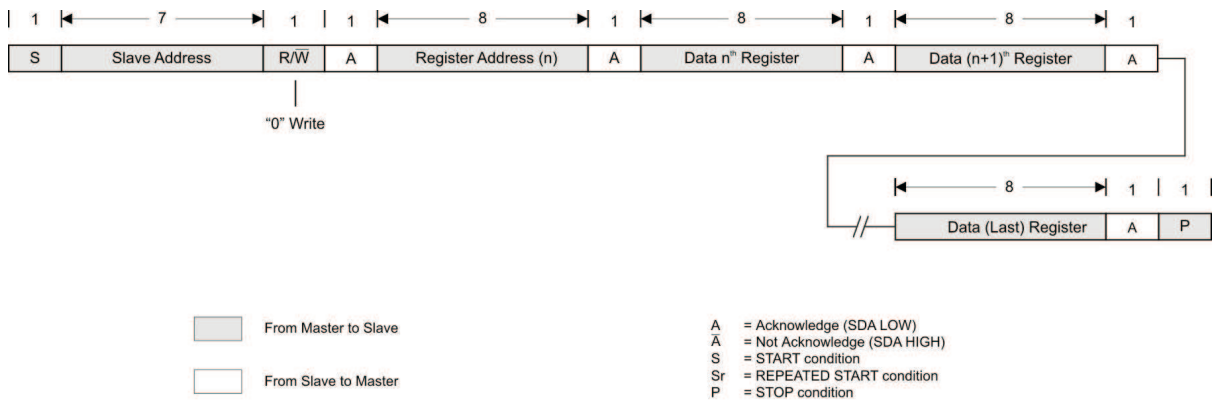 1 7 1 1 8 1 8 1 8 1
S Slave Address R/W̅ A Register Address (n) A Data nᵗʰ Register A Data (n+1)ᵗʰ Register A
“0” Write
8 1 1
Data (Last) Register A P
From Master to Slave
From Slave to Master
A = Acknowledge (SDA LOW)
A̅ = Not Acknowledge (SDA HIGH)
S = START condition
Sr = REPEATED START condition
P = STOP condition